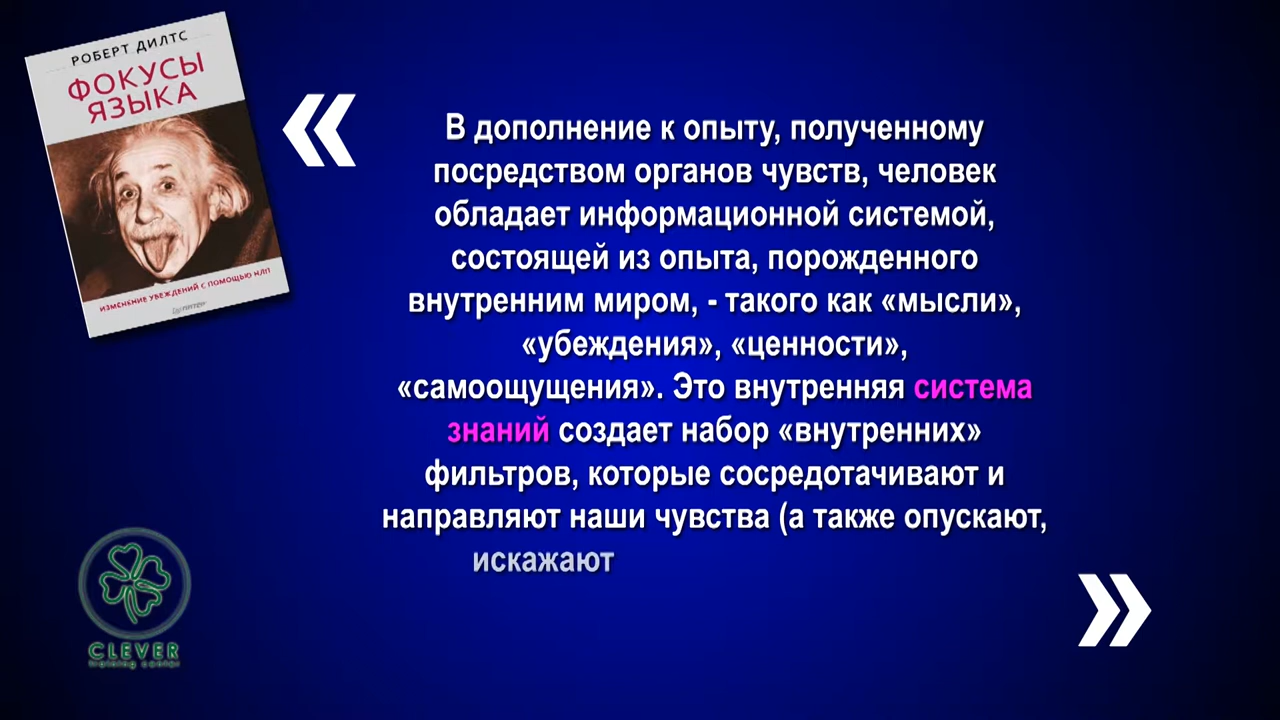 РОБЕРТ ДИЛТС
ФОКУСЫ
ЯЗЫКА
ИЗМЕНЕНИЕ УБЕЖДЕНИЙ С ПОМОЩЬЮ НЛП
«
В дополнение к опыту, полученному
посредством органов чувств, человек
обладает информационной системой,
состоящей из опыта, порожденного
внутренним миром, - такого как «мысли»,
«убеждения», «ценности»,
«самоощущения». Это внутренняя система
знаний создает набор «внутренних»
фильтров, которые сосредотачивают и
направляют наши чувства (а также опускают,
искажают
»
CLEVER
training center